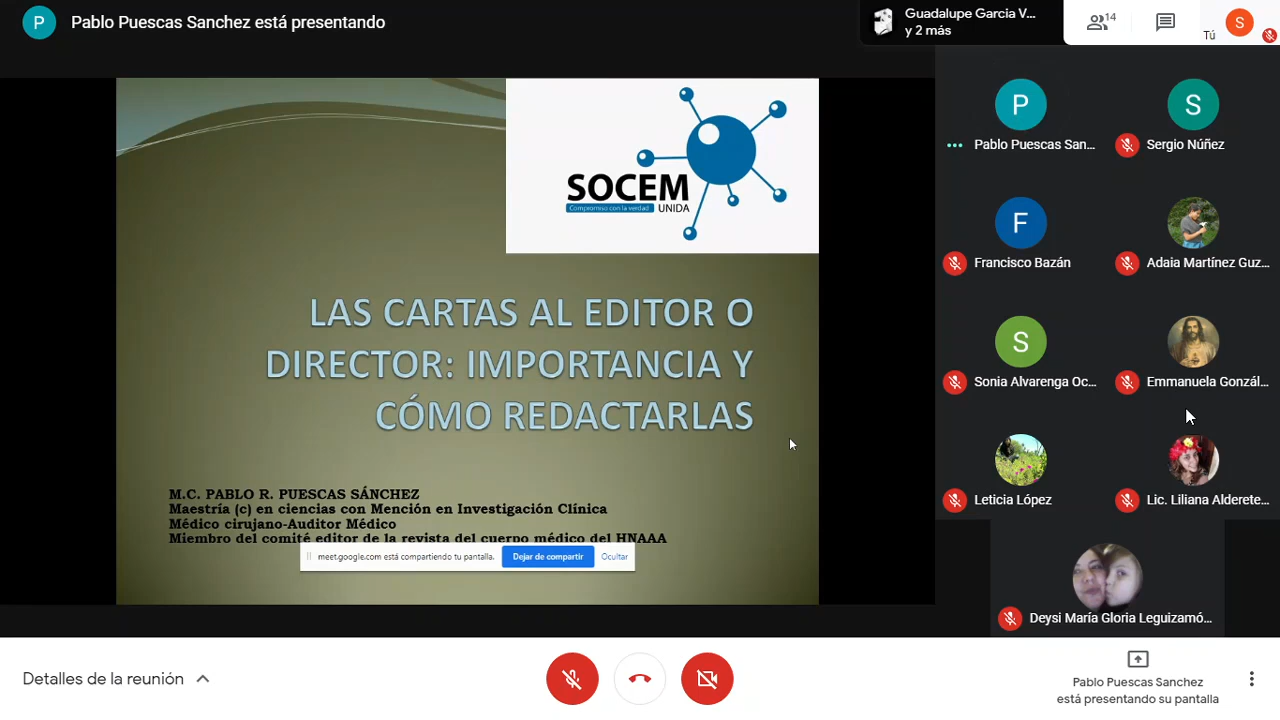 P
Pablo Puescas Sanchez está presentando
Guadalupe Garcia V...
y 2 más
14
Tú
S
SOCEM
Compromiso con la verdad
UNIDA
LAS CARTAS AL EDITOR O
DIRECTOR: IMPORTANCIA Y
CÓMO REDACTARLAS
M.C. PABLO R. PUESCAS SÁNCHEZ
Maestría (c) en ciencias con Mención en Investigación Clínica
Médico cirujano-Auditor Médico
Miembro del comité editor de la revista del cuerpo médico del HNAAA
meet.google.com está compartiendo tu pantalla.
Dejar de compartir
Ocultar
P
Pablo Puescas San...
S
Sergio Núñez
F
Francisco Bazán
Adaia Martínez Guz...
S
Sonia Alvarenga Oc...
Emmanuela Gonzál...
Leticia López
Lic. Liliana Alderete...
Deysi María Gloria Leguizamó...
Detalles de la reunión
Pablo Puescas Sanchez
está presentando su pantalla